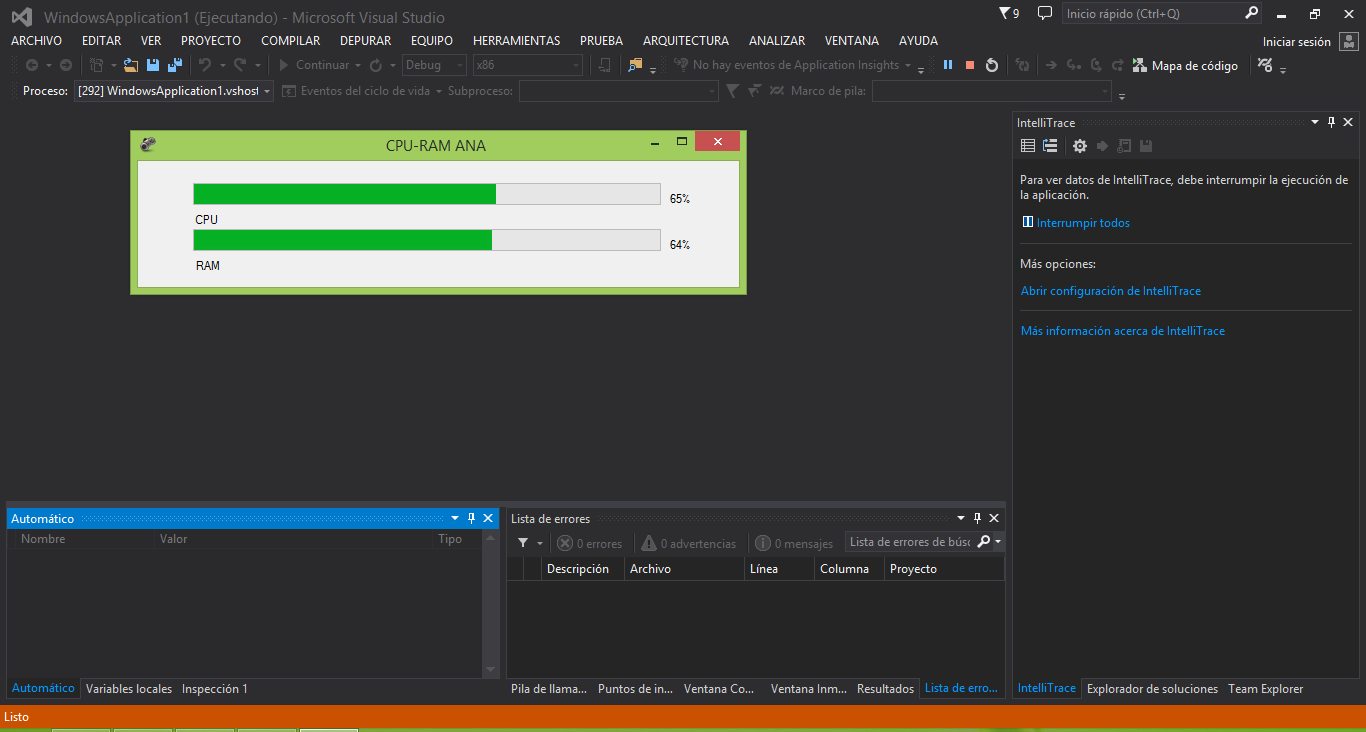 WindowsApplication1 (Ejecutando) - Microsoft Visual Studio
9
Inicio rápido (Ctrl+Q)
ARCHIVO EDITAR VER PROYECTO COMPILAR DEPURAR EQUIPO HERRAMIENTAS PRUEBA ARQUITECTURA ANALIZAR VENTANA AYUDA
Iniciar sesión
Continuar Debug x86 No hay eventos de Application Insights Mapa de código
Proceso: [292] WindowsApplication1.vshost Eventos del ciclo de vida Subproceso: Marco de pila:
CPU-RAM ANA
65%
CPU
64%
RAM
IntelliTrace
Para ver datos de IntelliTrace, debe interrumpir la ejecución de
la aplicación.
Interrumpir todos
Más opciones:
Abrir configuración de IntelliTrace
Más información acerca de IntelliTrace
Automático
Nombre Valor Tipo
Automático Variables locales Inspección 1
Lista de errores
0 errores 0 advertencias 0 mensajes Lista de errores de búsc
Descripción Archivo Línea Columna Proyecto
Pila de llama... Puntos de in... Ventana Co... Ventana Inm... Resultados Lista de erro...
IntelliTrace Explorador de soluciones Team Explorer
Listo